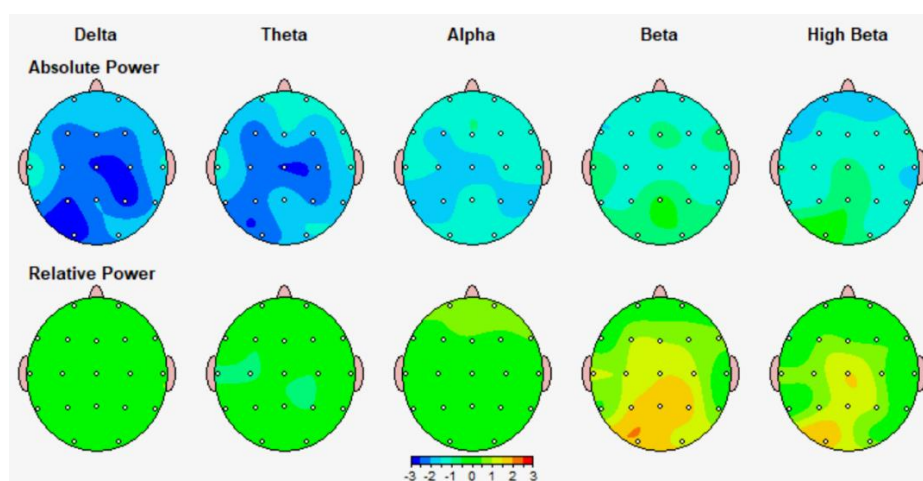 Delta Theta Alpha Beta High Beta
Absolute Power
Relative Power
-3 -2 -1 0 1 2 3